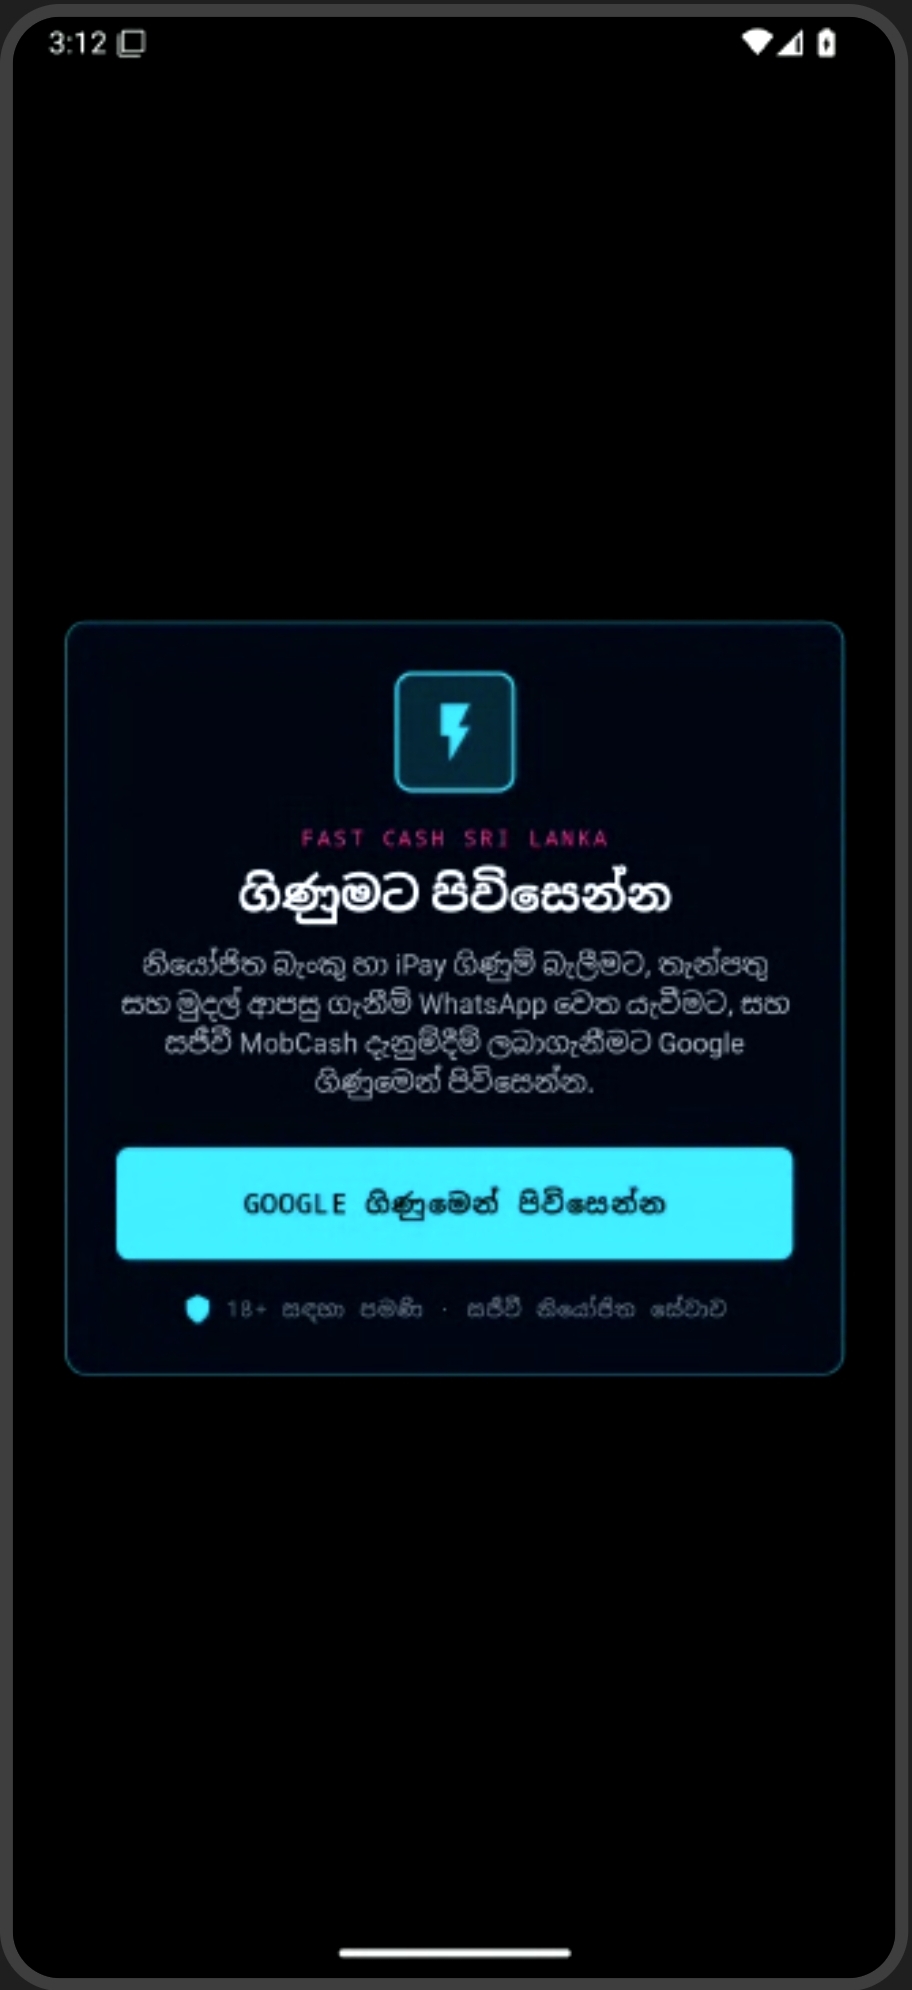 3:12
FAST CASH SRI LANKA
ගිණුමට පිවිසෙන්න
නියෝජිත බැංකු හා iPay ගිණුම් බැලීමට, තැන්පතු
සහ මුදල් ආපසු ගැනීම් WhatsApp වෙත යැවීමට, සහ
සජීවී MobCash දැනුම්දීම් ලබාගැනීමට Google
ගිණුමෙන් පිවිසෙන්න.
GOOGLE ගිණුමෙන් පිවිසෙන්න
18+ සඳහා පමණි · සජීවී නියෝජිත සේවාව